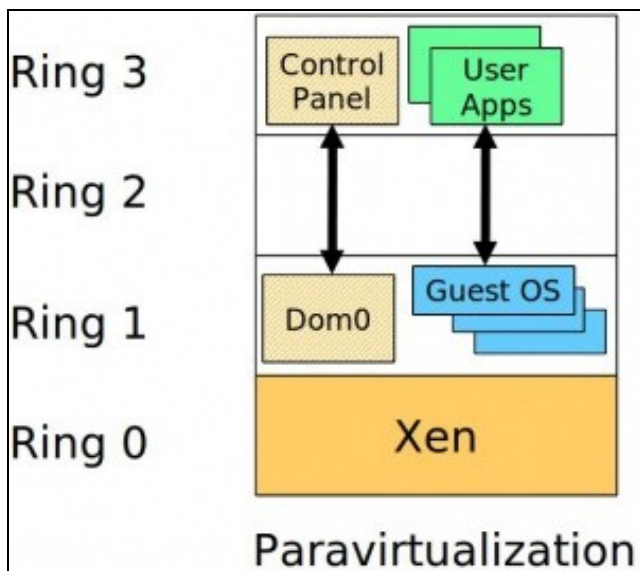 Ring 3
Control
Panel
User
Apps
Ring 2
Ring 1
Dom0
Guest OS
Ring 0
Xen
Paravirtualization